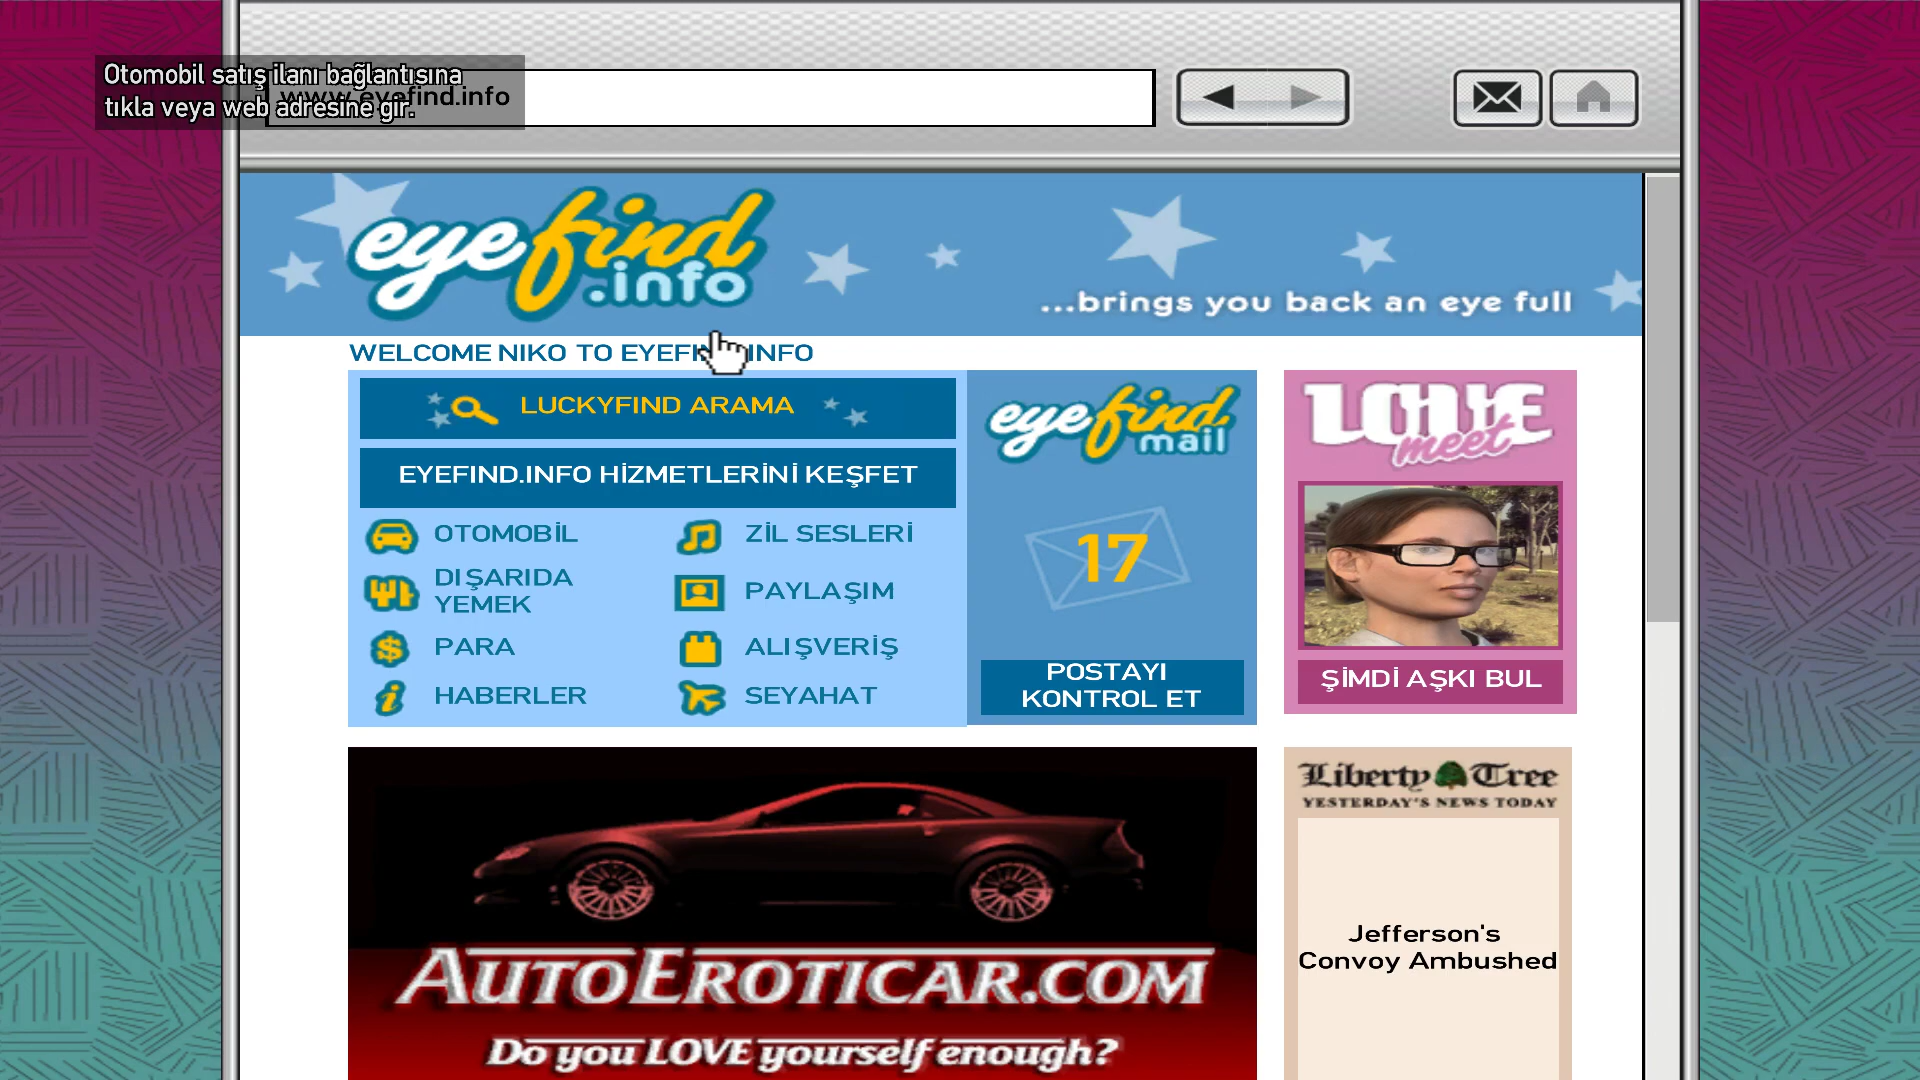 Otomobil satış ilanı bağlantısına
tıkla veya web adresine gir.
www.eyefind.info
eyefind
.info
...brings you back an eye full
WELCOME NIKO TO EYEFIND.INFO
LUCKYFIND ARAMA
EYEFIND.INFO HİZMETLERİNİ KEŞFET
OTOMOBİL
ZİL SESLERİ
DIŞARIDA
YEMEK
PAYLAŞIM
PARA
ALIŞVERİŞ
HABERLER
SEYAHAT
eyefind
mail
17
POSTAYI
KONTROL ET
LOVE
meet
ŞİMDİ AŞKI BUL
AUTOEROTICAR.COM
Do you LOVE yourself enough?
Liberty Tree
YESTERDAY'S NEWS TODAY
Jefferson's
Convoy Ambushed